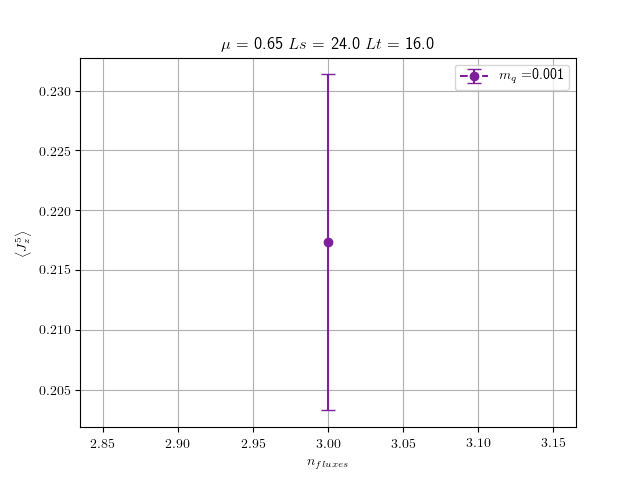 μ = 0.65 Ls = 24.0 Lt = 16.0
m_q =0.001
0.230
0.225
0.220
0.215
0.210
0.205
⟨J_z^5⟩
2.85 2.90 2.95 3.00 3.05 3.10 3.15
n_{fluxes}